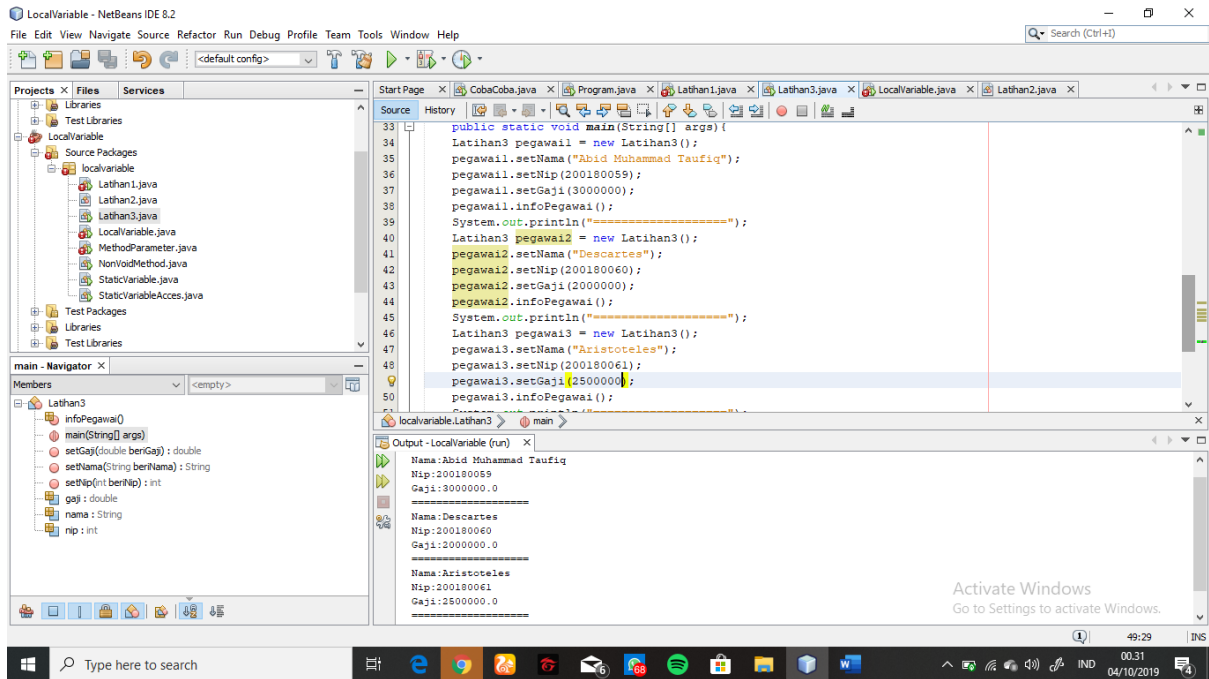 LocalVariable - NetBeans IDE 8.2
File Edit View Navigate Source Refactor Run Debug Profile Team Tools Window Help
Search (Ctrl+I)
<default config>
Projects Files Services
Libraries
Test Libraries
LocalVariable
Source Packages
localvariable
Latihan1.java
Latihan2.java
Latihan3.java
LocalVariable.java
MethodParameter.java
NonVoidMethod.java
StaticVariable.java
StaticVariableAcces.java
Test Packages
Libraries
Test Libraries
main - Navigator
Members <empty>
Latihan3
infoPegawai()
main(String[] args)
setGaji(double beriGaji) : double
setNama(String beriNama) : String
setNip(int beriNip) : int
gaji : double
nama : String
nip : int
Start Page CobaCoba.java Program.java Latihan1.java Latihan3.java LocalVariable.java Latihan2.java
Source History
33 public static void main(String[] args){
34 Latihan3 pegawai1 = new Latihan3();
35 pegawai1.setNama("Abid Muhammad Taufiq");
36 pegawai1.setNip(200180059);
37 pegawai1.setGaji(3000000);
38 pegawai1.infoPegawai();
39 System.out.println("===================");
40 Latihan3 pegawai2 = new Latihan3();
41 pegawai2.setNama("Descartes");
42 pegawai2.setNip(200180060);
43 pegawai2.setGaji(2000000);
44 pegawai2.infoPegawai();
45 System.out.println("===================");
46 Latihan3 pegawai3 = new Latihan3();
47 pegawai3.setNama("Aristoteles");
48 pegawai3.setNip(200180061);
pegawai3.setGaji(2500000);
50 pegawai3.infoPegawai();
51 System.out.println("===================");
localvariable.Latihan3 main
Output - LocalVariable (run)
Nama:Abid Muhammad Taufiq
Nip:200180059
Gaji:3000000.0
===================
Nama:Descartes
Nip:200180060
Gaji:2000000.0
===================
Nama:Aristoteles
Nip:200180061
Gaji:2500000.0
===================
Activate Windows
Go to Settings to activate Windows.
1 49:29 INS
Type here to search
6
68
IND
00.31
04/10/2019
4